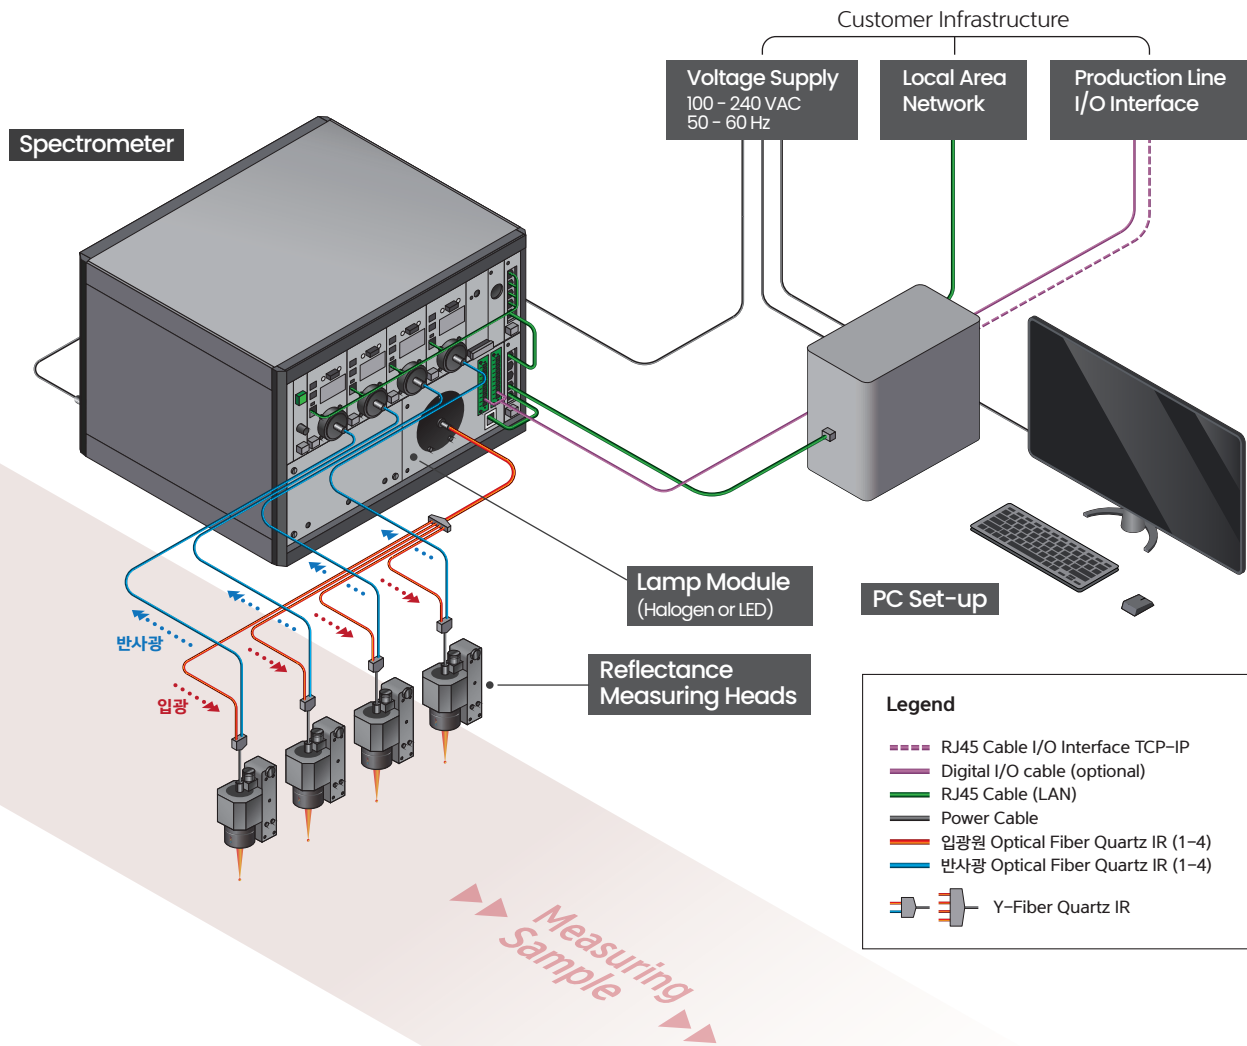 Customer Infrastructure
Voltage Supply
100 - 240 VAC
50 - 60 Hz
Local Area
Network
Production Line
I/O Interface
Spectrometer
Lamp Module
(Halogen or LED)
PC Set-up
반사광
입광
Reflectance
Measuring Heads
Legend
RJ45 Cable I/O Interface TCP-IP
Digital I/O cable (optional)
RJ45 Cable (LAN)
Power Cable
입광원 Optical Fiber Quartz IR (1-4)
반사광 Optical Fiber Quartz IR (1-4)
Y-Fiber Quartz IR
Measuring
Sample